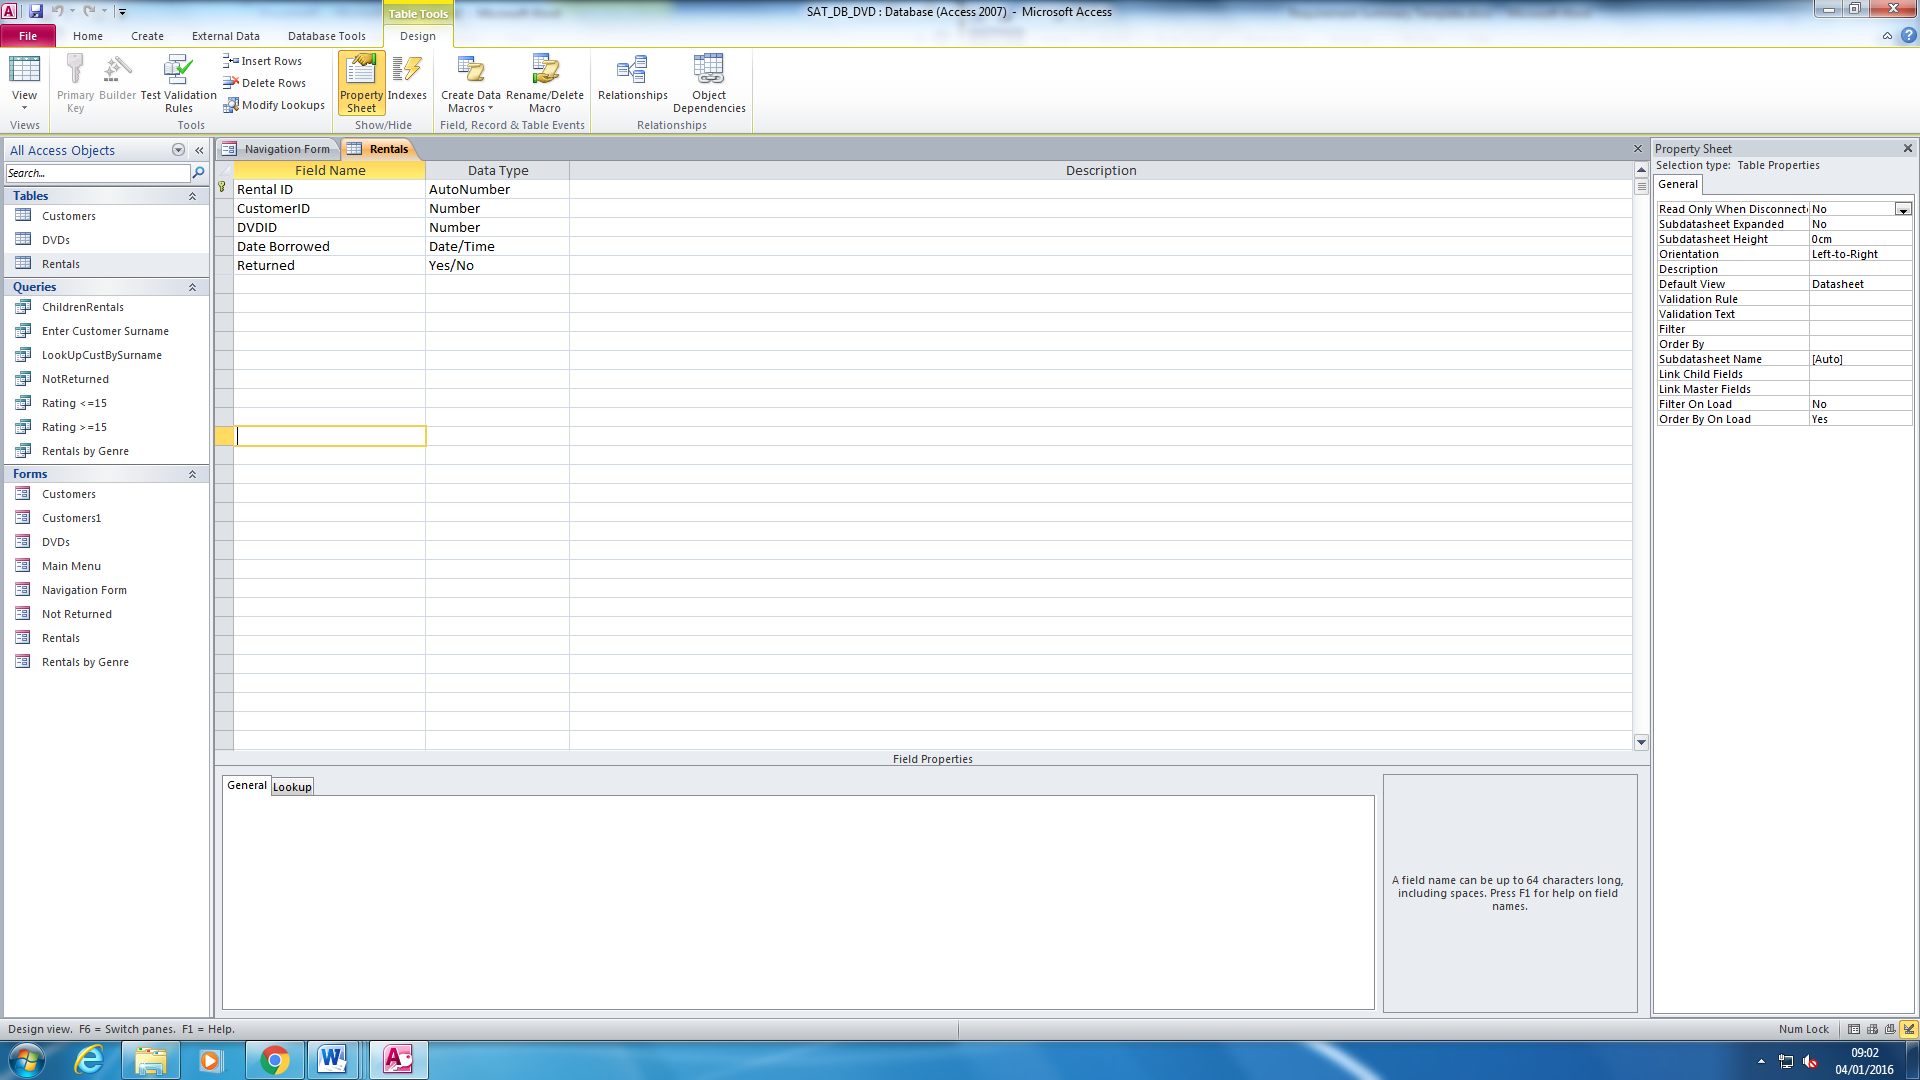 Table Tools
SAT_DB_DVD : Database (Access 2007) - Microsoft Access
File
Home
Create
External Data
Database Tools
Design
View
Primary Key
Builder
Test Validation Rules
Insert Rows
Delete Rows
Modify Lookups
Property Sheet
Indexes
Create Data Macros
Rename/Delete Macro
Relationships
Object Dependencies
Views
Tools
Show/Hide
Field, Record & Table Events
Relationships
All Access Objects
Search...
Tables
Customers
DVDs
Rentals
Queries
ChildrenRentals
Enter Customer Surname
LookUpCustBySurname
NotReturned
Rating <=15
Rating >=15
Rentals by Genre
Forms
Customers
Customers1
DVDs
Main Menu
Navigation Form
Not Returned
Rentals
Rentals by Genre
Navigation Form
Rentals
Field Name Data Type Description
Rental ID AutoNumber
CustomerID Number
DVDID Number
Date Borrowed Date/Time
Returned Yes/No
Field Properties
General
Lookup
A field name can be up to 64 characters long,
including spaces. Press F1 for help on field
names.
Property Sheet
Selection type: Table Properties
General
Read Only When Disconnecte No
Subdatasheet Expanded No
Subdatasheet Height 0cm
Orientation Left-to-Right
Description
Default View Datasheet
Validation Rule
Validation Text
Filter
Order By
Subdatasheet Name [Auto]
Link Child Fields
Link Master Fields
Filter On Load No
Order By On Load Yes
Design view. F6 = Switch panes. F1 = Help.
Num Lock
09:02
04/01/2016